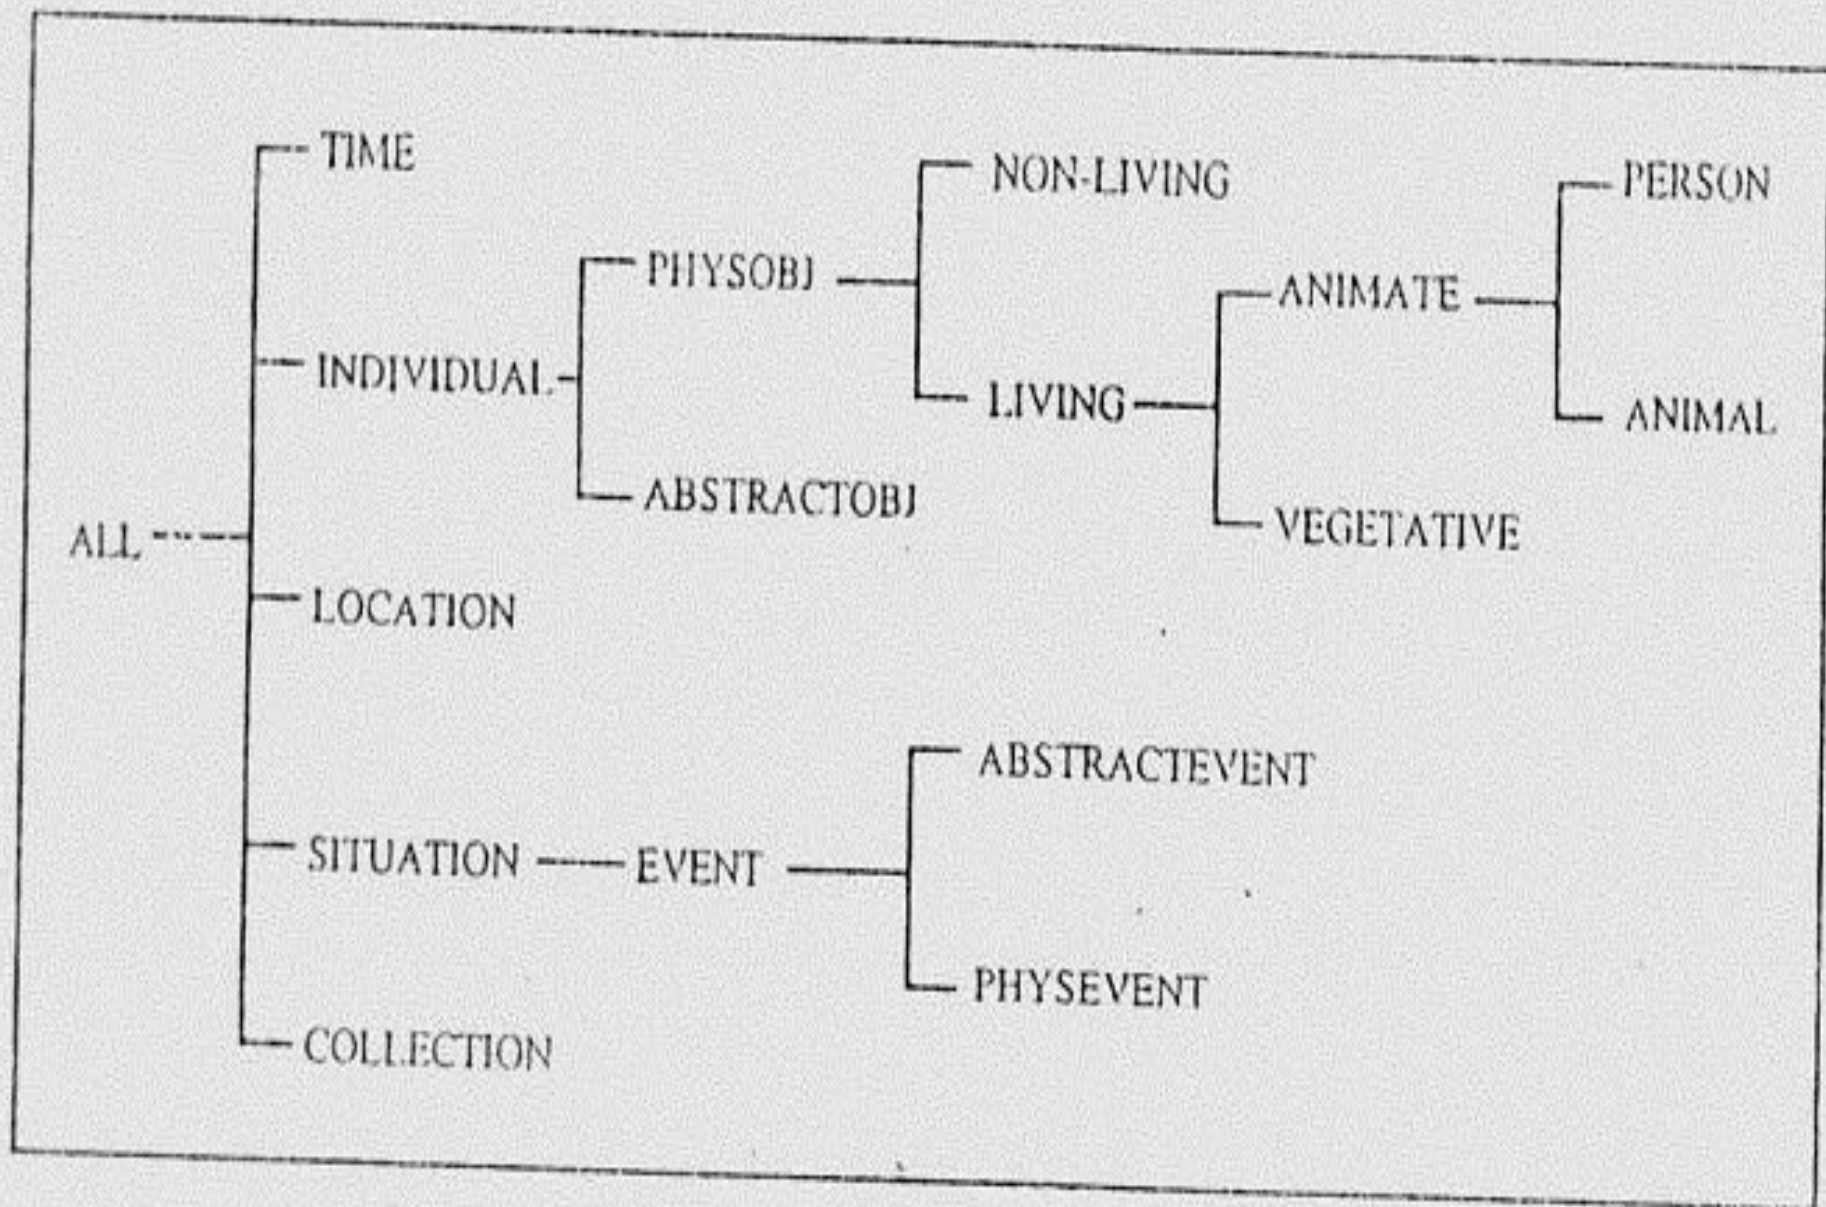 TIME
NON-LIVING
PERSON
PHYSOBJ
ANIMATE
INDIVIDUAL
LIVING
ANIMAL
ABSTRACTOBJ
VEGETATIVE
ALL
LOCATION
ABSTRACTEVENT
SITUATION
EVENT
PHYSEVENT
COLLECTION